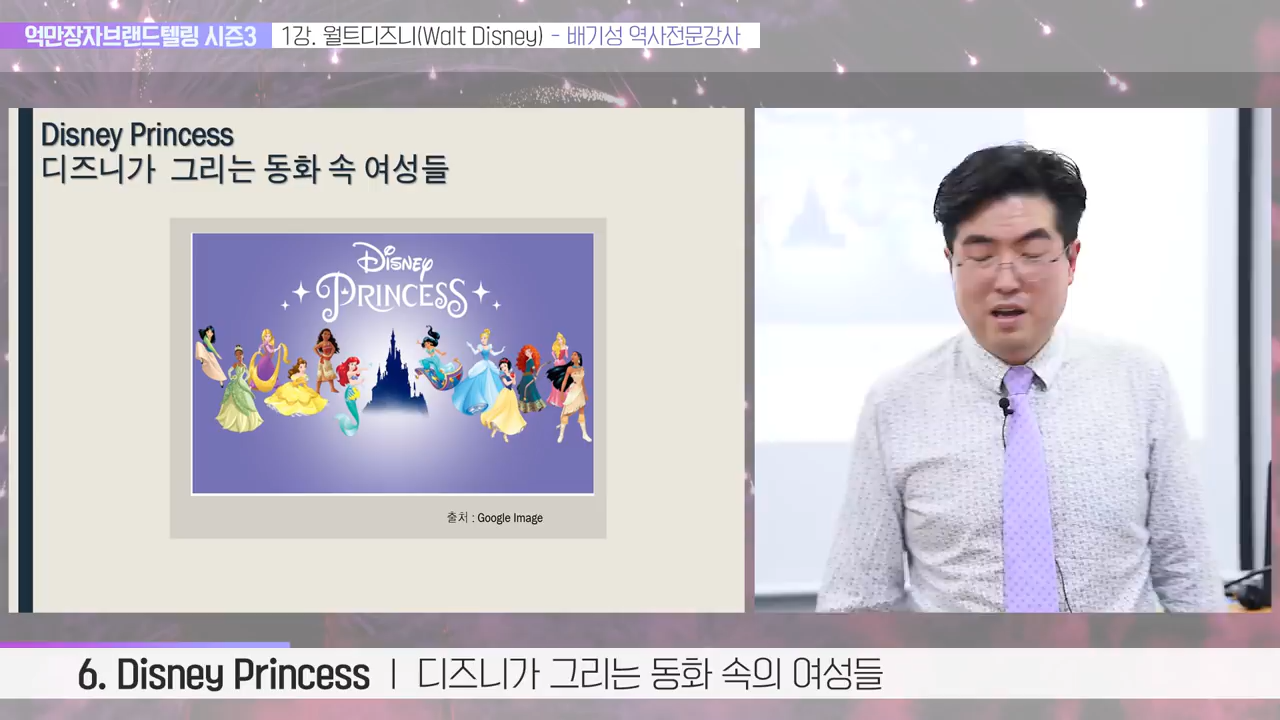 억만장자브랜드텔링 시즌3
1강. 월트디즈니(Walt Disney) - 배기성 역사전문강사
Disney Princess
디즈니가 그리는 동화 속 여성들
Disney
PRINCESS
출처 : Google Image
6. Disney Princess | 디즈니가 그리는 동화 속의 여성들